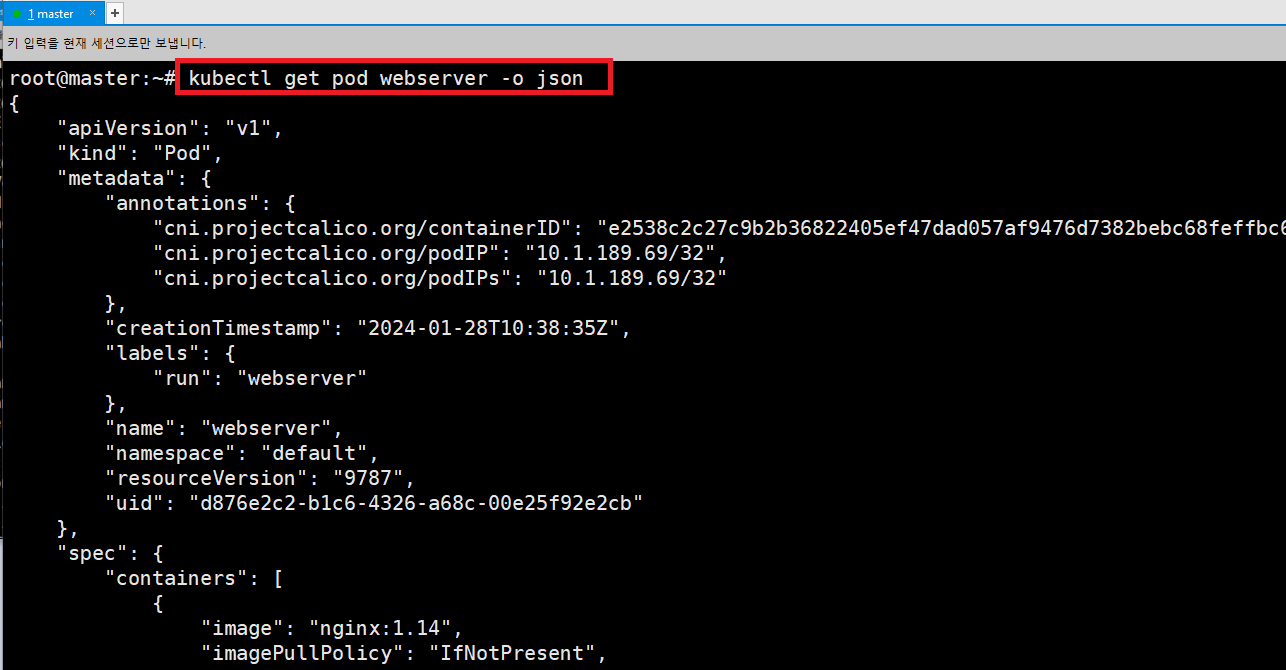 1 master × +
키 입력을 현재 세션으로만 보냅니다.
root@master:~# kubectl get pod webserver -o json
{
    "apiVersion": "v1",
    "kind": "Pod",
    "metadata": {
        "annotations": {
            "cni.projectcalico.org/containerID": "e2538c2c27c9b2b36822405ef47dad057af9476d7382bebc68feffbc6
            "cni.projectcalico.org/podIP": "10.1.189.69/32",
            "cni.projectcalico.org/podIPs": "10.1.189.69/32"
        },
        "creationTimestamp": "2024-01-28T10:38:35Z",
        "labels": {
            "run": "webserver"
        },
        "name": "webserver",
        "namespace": "default",
        "resourceVersion": "9787",
        "uid": "d876e2c2-b1c6-4326-a68c-00e25f92e2cb"
    },
    "spec": {
        "containers": [
            {
                "image": "nginx:1.14",
                "imagePullPolicy": "IfNotPresent",